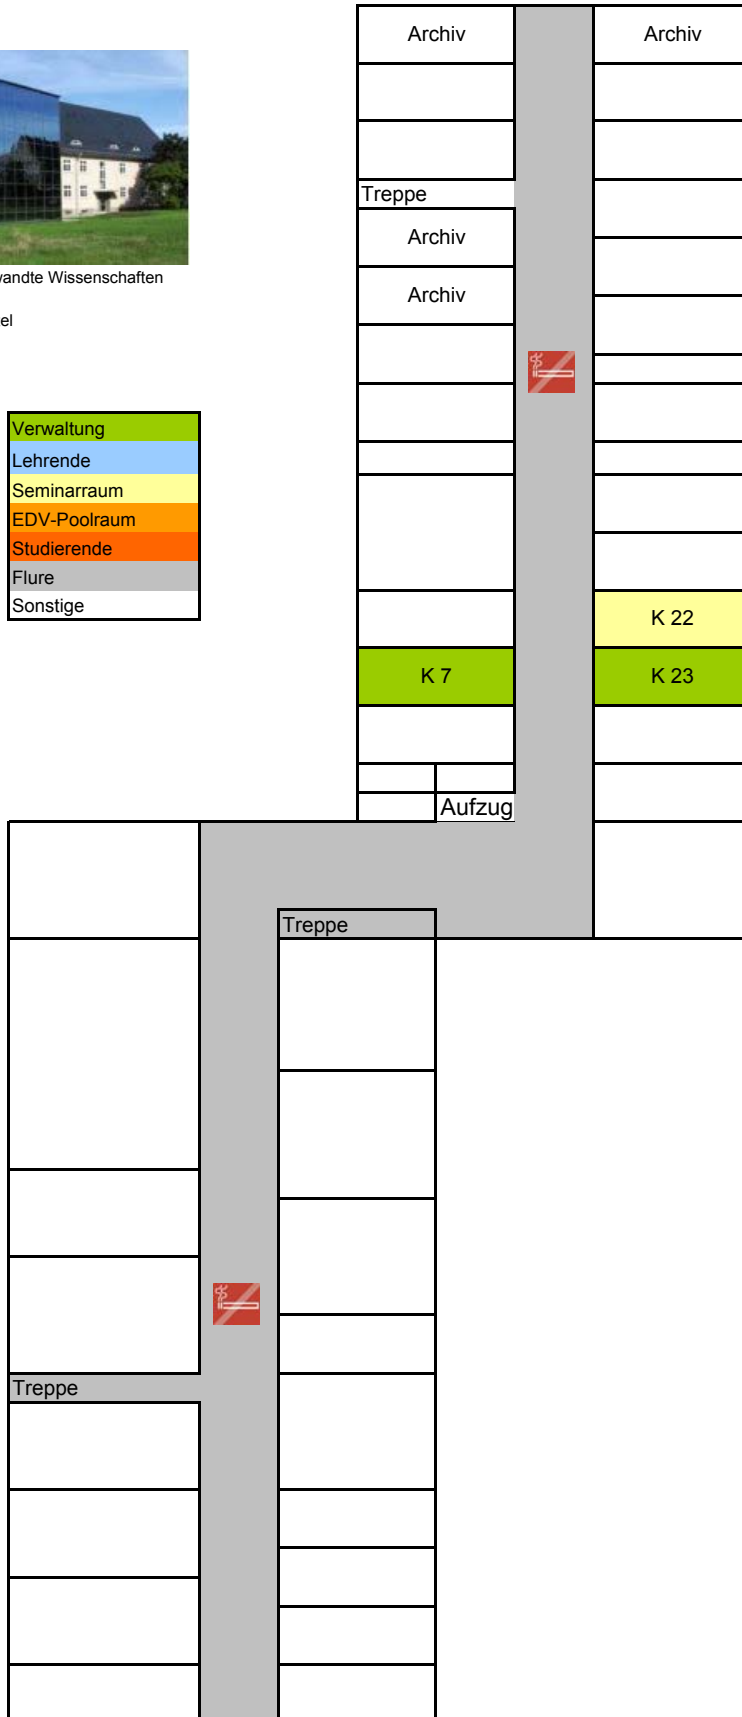 Archiv
Archiv
Treppe
Archiv
wandte Wissenschaften
Archiv
el
Verwaltung
Lehrende
Seminarraum
EDV-Poolraum
Studierende
Flure
Sonstige
K 22
K 7
K 23
Aufzug
Treppe
Treppe